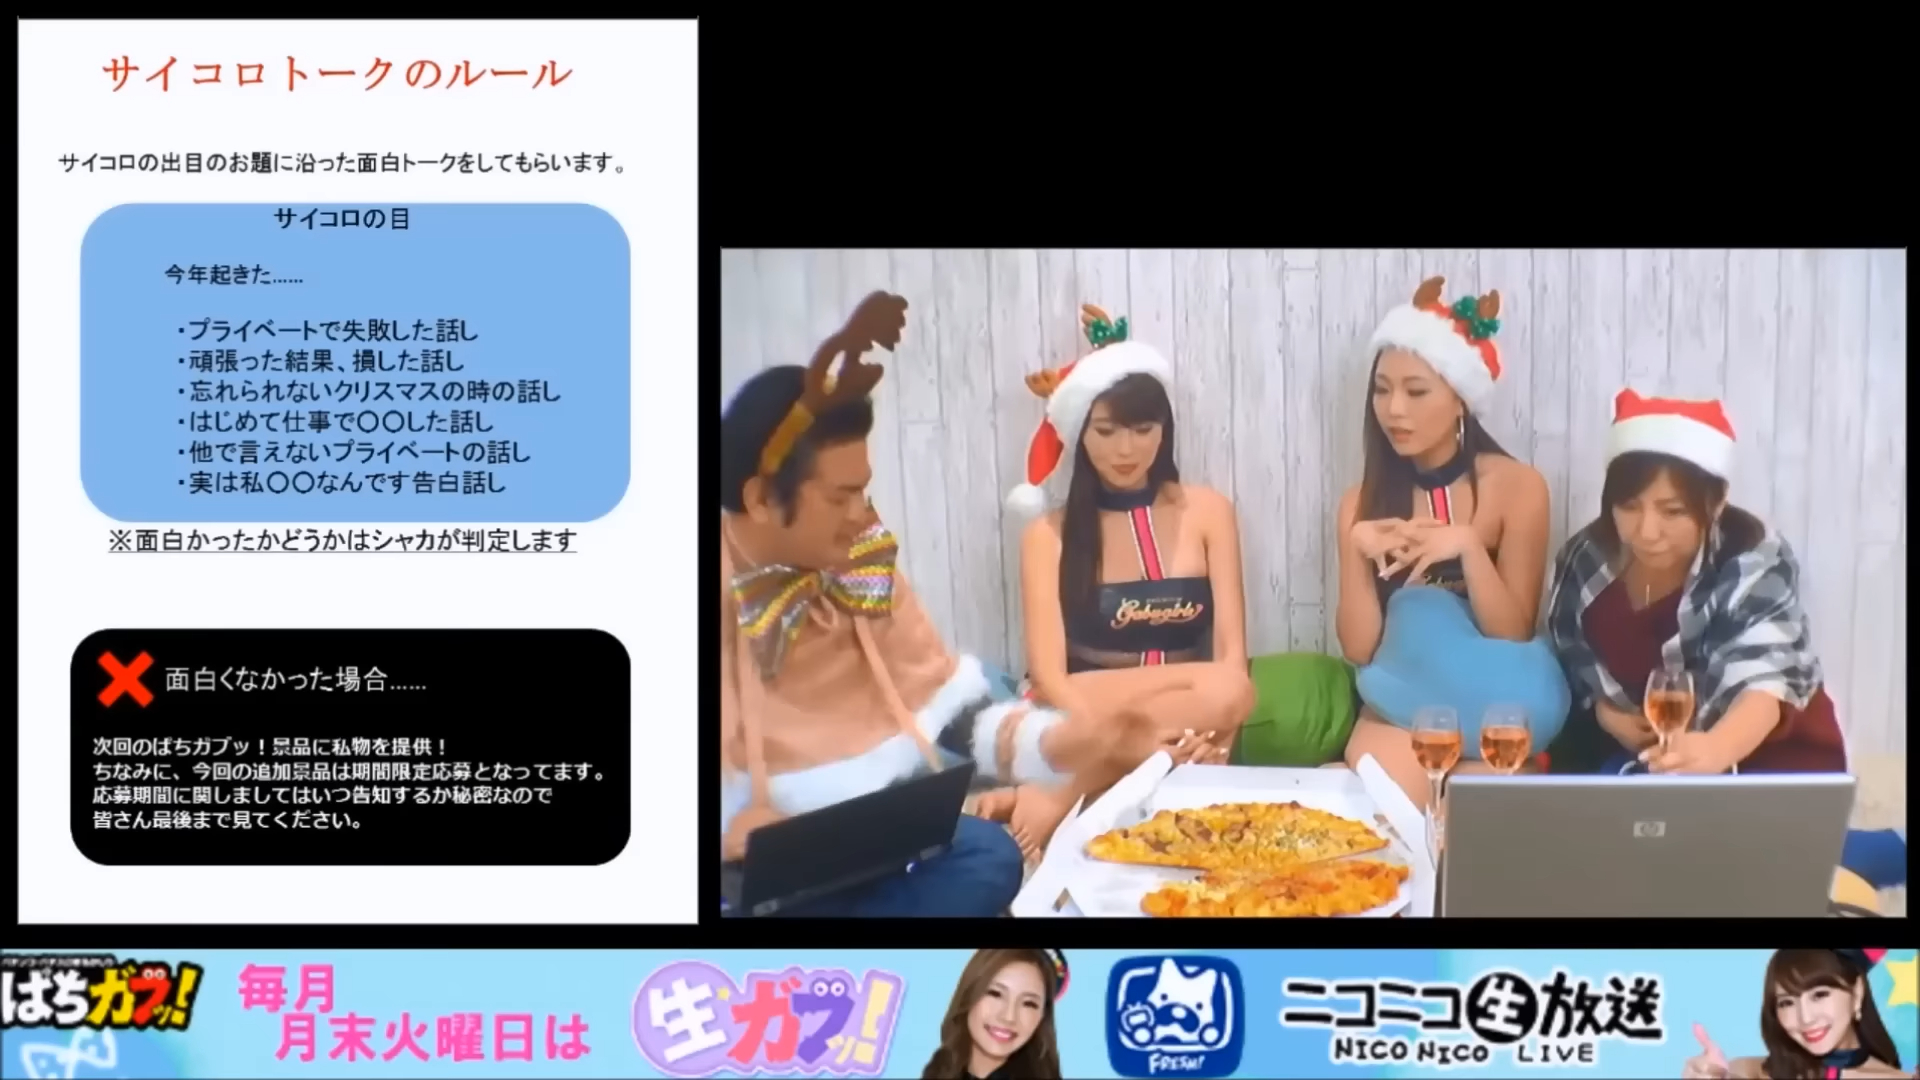 サイコロトークのルール
サイコロの出目のお題に沿った面白トークをしてもらいます。
サイコロの目
今年起きた……
・プライベートで失敗した話し
・頑張った結果、損した話し
・忘れられないクリスマスの時の話し
・はじめて仕事で〇〇した話し
・他で言えないプライベートの話し
・実は私〇〇なんです告白話し
※面白かったかどうかはシャカが判定します
面白くなかった場合……
次回のぱちガブッ！景品に私物を提供！
ちなみに、今回の追加景品は期間限定応募となってます。
応募期間に関しましてはいつ告知するか秘密なので
皆さん最後まで見てください。
Gabugirls
hp
ぱちガブッ!
毎月
月末火曜日は
生ガブッ!
FRESH!
ニコニコ生放送
NICO NICO LIVE